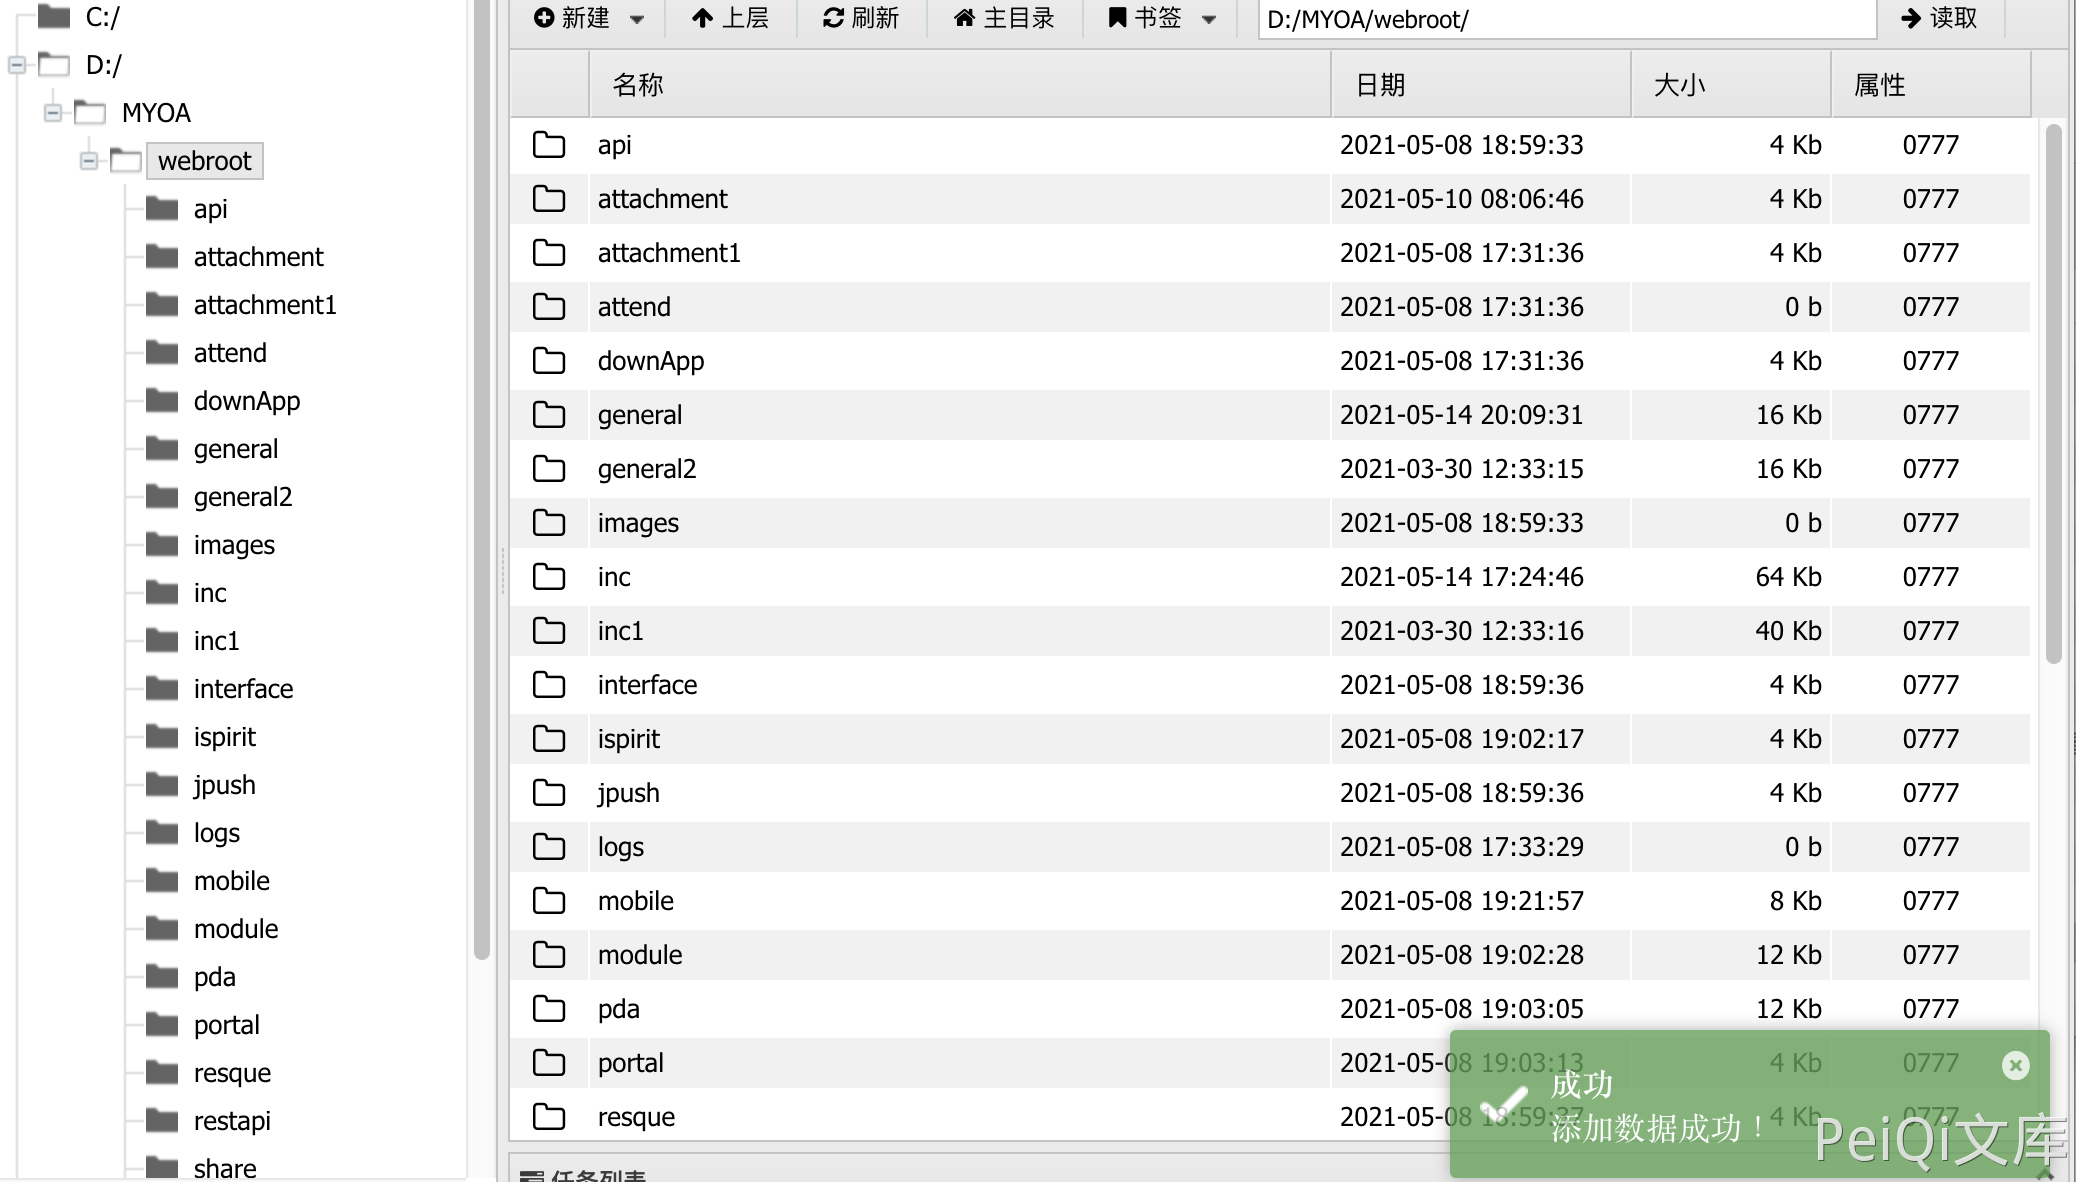 C:/
D:/
MYOA
webroot
api
attachment
attachment1
attend
downApp
general
general2
images
inc
inc1
interface
ispirit
jpush
logs
mobile
module
pda
portal
resque
restapi
share
新建 上层 刷新 主目录 书签 D:/MYOA/webroot/ 读取
名称 日期 大小 属性
api 2021-05-08 18:59:33 4 Kb 0777
attachment 2021-05-10 08:06:46 4 Kb 0777
attachment1 2021-05-08 17:31:36 4 Kb 0777
attend 2021-05-08 17:31:36 0 b 0777
downApp 2021-05-08 17:31:36 4 Kb 0777
general 2021-05-14 20:09:31 16 Kb 0777
general2 2021-03-30 12:33:15 16 Kb 0777
images 2021-05-08 18:59:33 0 b 0777
inc 2021-05-14 17:24:46 64 Kb 0777
inc1 2021-03-30 12:33:16 40 Kb 0777
interface 2021-05-08 18:59:36 4 Kb 0777
ispirit 2021-05-08 19:02:17 4 Kb 0777
jpush 2021-05-08 18:59:36 4 Kb 0777
logs 2021-05-08 17:33:29 0 b 0777
mobile 2021-05-08 19:21:57 8 Kb 0777
module 2021-05-08 19:02:28 12 Kb 0777
pda 2021-05-08 19:03:05 12 Kb 0777
portal 2021-05-08 19:03:13 4 Kb 0777
resque 2021-05-08 18:59:37 4 Kb 0777
成功
添加数据成功！
任务列表
PeiQi文库